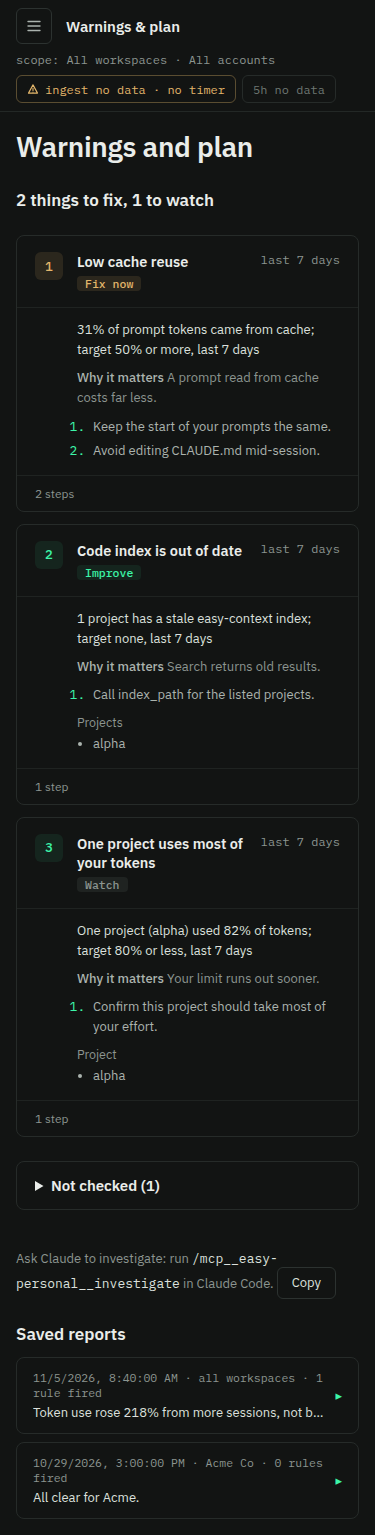 Warnings & plan
scope: All workspaces · All accounts
⚠ ingest no data · no timer
5h no data
Warnings and plan
2 things to fix, 1 to watch
1
Low cache reuse
last 7 days
Fix now
31% of prompt tokens came from cache;
target 50% or more, last 7 days
Why it matters A prompt read from cache
costs far less.
1. Keep the start of your prompts the same.
2. Avoid editing CLAUDE.md mid-session.
2 steps
2
Code index is out of date
last 7 days
Improve
1 project has a stale easy-context index;
target none, last 7 days
Why it matters Search returns old results.
1. Call index_path for the listed projects.
Projects
• alpha
1 step
3
One project uses most of
your tokens
last 7 days
Watch
One project (alpha) used 82% of tokens;
target 80% or less, last 7 days
Why it matters Your limit runs out sooner.
1. Confirm this project should take most of
your effort.
Project
• alpha
1 step
▶ Not checked (1)
Ask Claude to investigate: run /mcp__easy-
personal__investigate in Claude Code. Copy
Saved reports
11/5/2026, 8:40:00 AM · all workspaces · 1
rule fired
Token use rose 218% from more sessions, not b...
10/29/2026, 3:00:00 PM · Acme Co · 0 rules
fired
All clear for Acme.